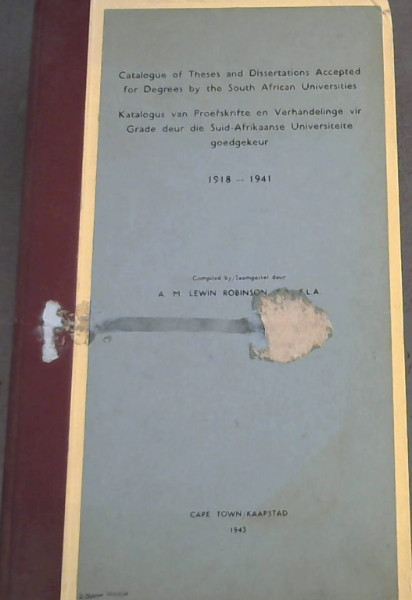 Catalogue of Theses and Dissertations Accepted
for Degrees by the South African Universities
Katalogus van Proefskrifte en Verhandelinge vir
Grade deur die Suid-Afrikaanse Universiteite
goedgekeur
1918 -- 1941
Compiled by/Saamgestel deur
A. M. LEWIN ROBINSON L.A.
CAPE TOWN/KAAPSTAD
1943